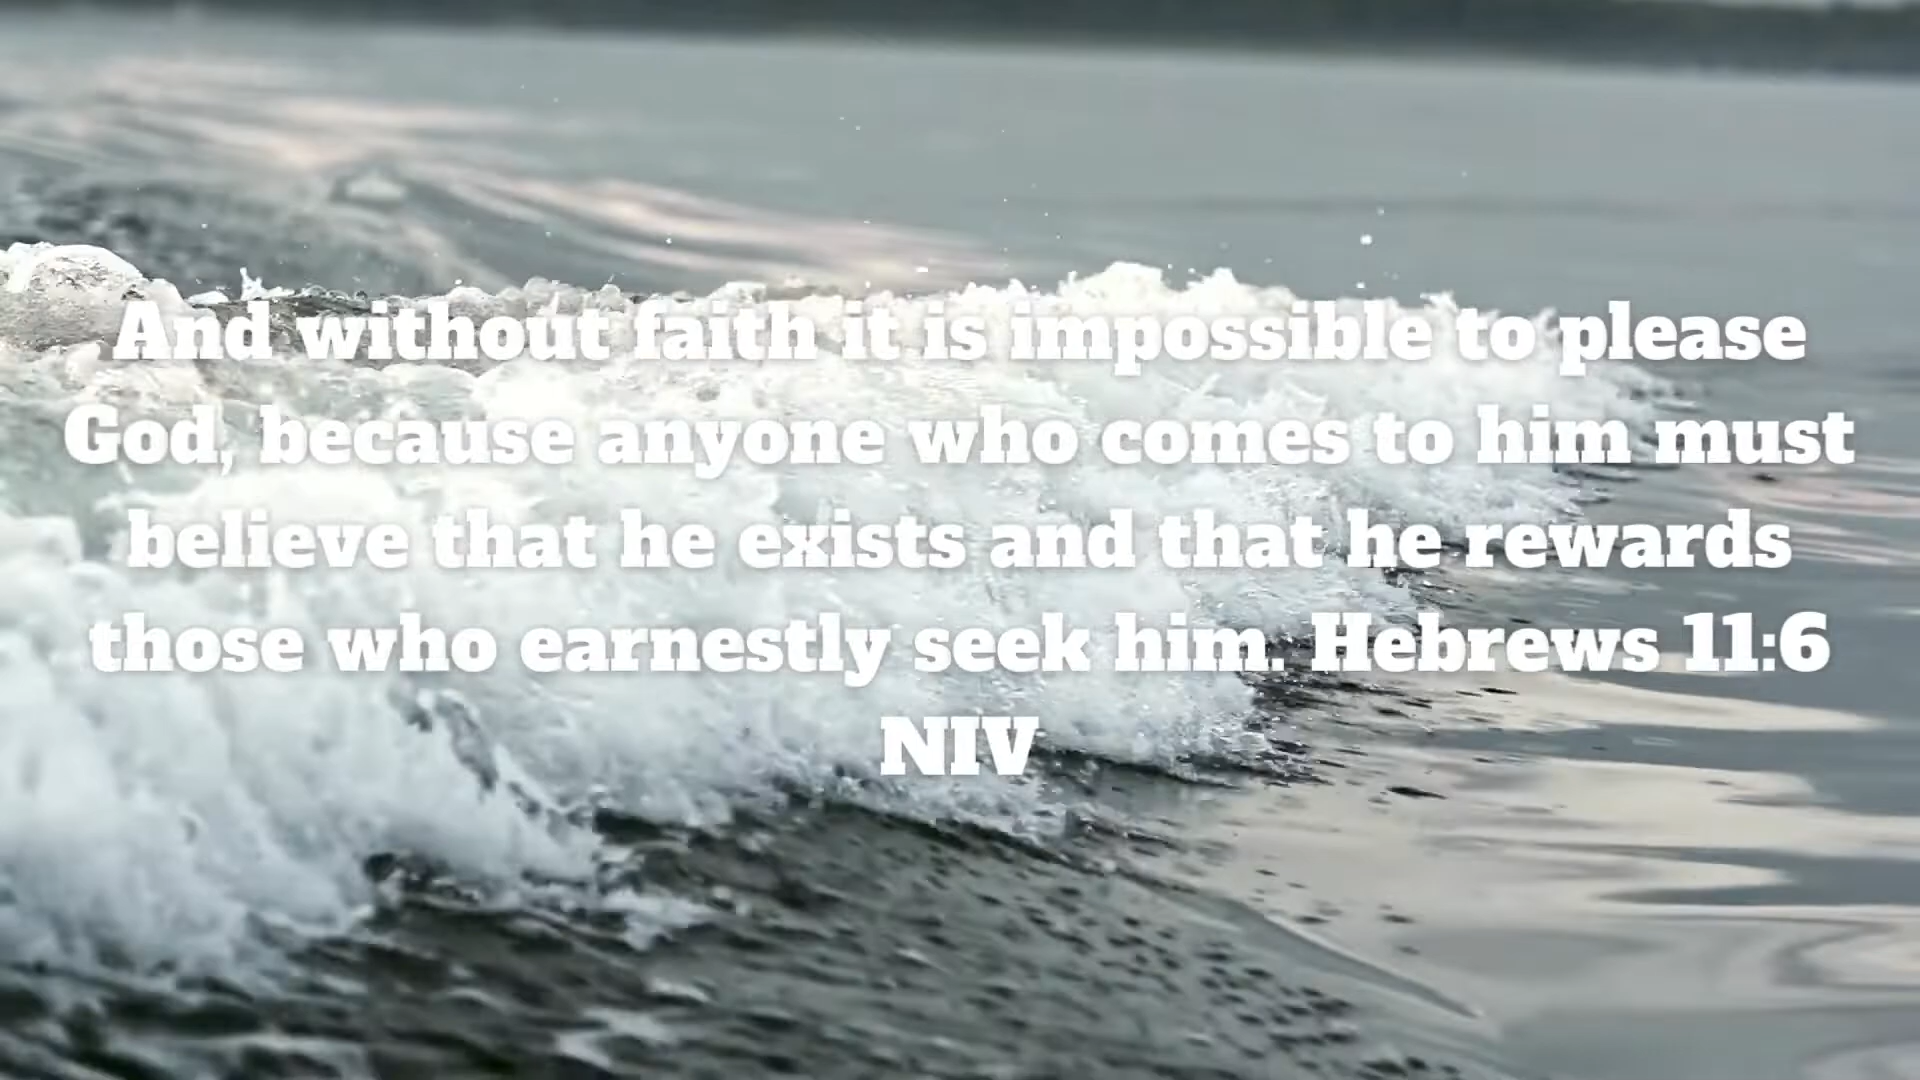 And without faith it is impossible to please
God, because anyone who comes to him must
believe that he exists and that he rewards
those who earnestly seek him. Hebrews 11:6
NIV